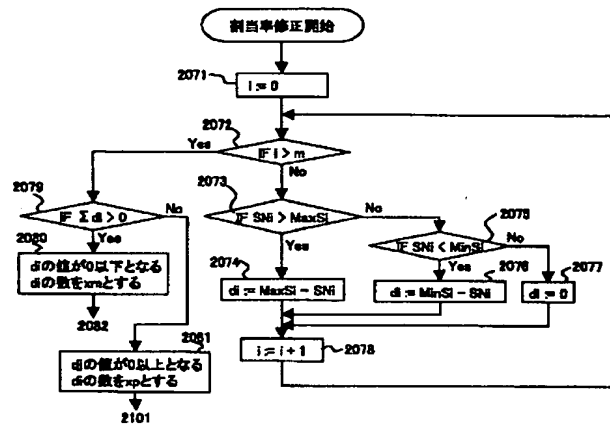 割当率修正開始
2071
i := 0
2072
IF i > m
Yes
No
2079
IF Σ di > 0
No
Yes
2073
IF SNi > MaxSi
No
Yes
2075
IF SNi < MinSi
No
Yes
2080
diの値が0以下となる
diの数をxmとする
2082
2074
di := MaxSi − SNi
2076
di := MinSi − SNi
2077
di := 0
2081
diの値が0以上となる
diの数をxpとする
2101
i := i + 1
2078